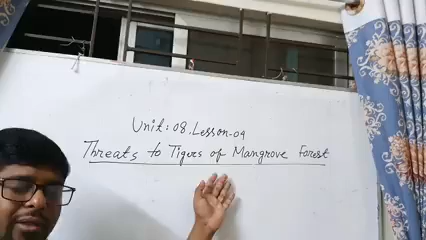 Unit: 08. Lesson-04
Threats to Tigers of Mangrove Forest